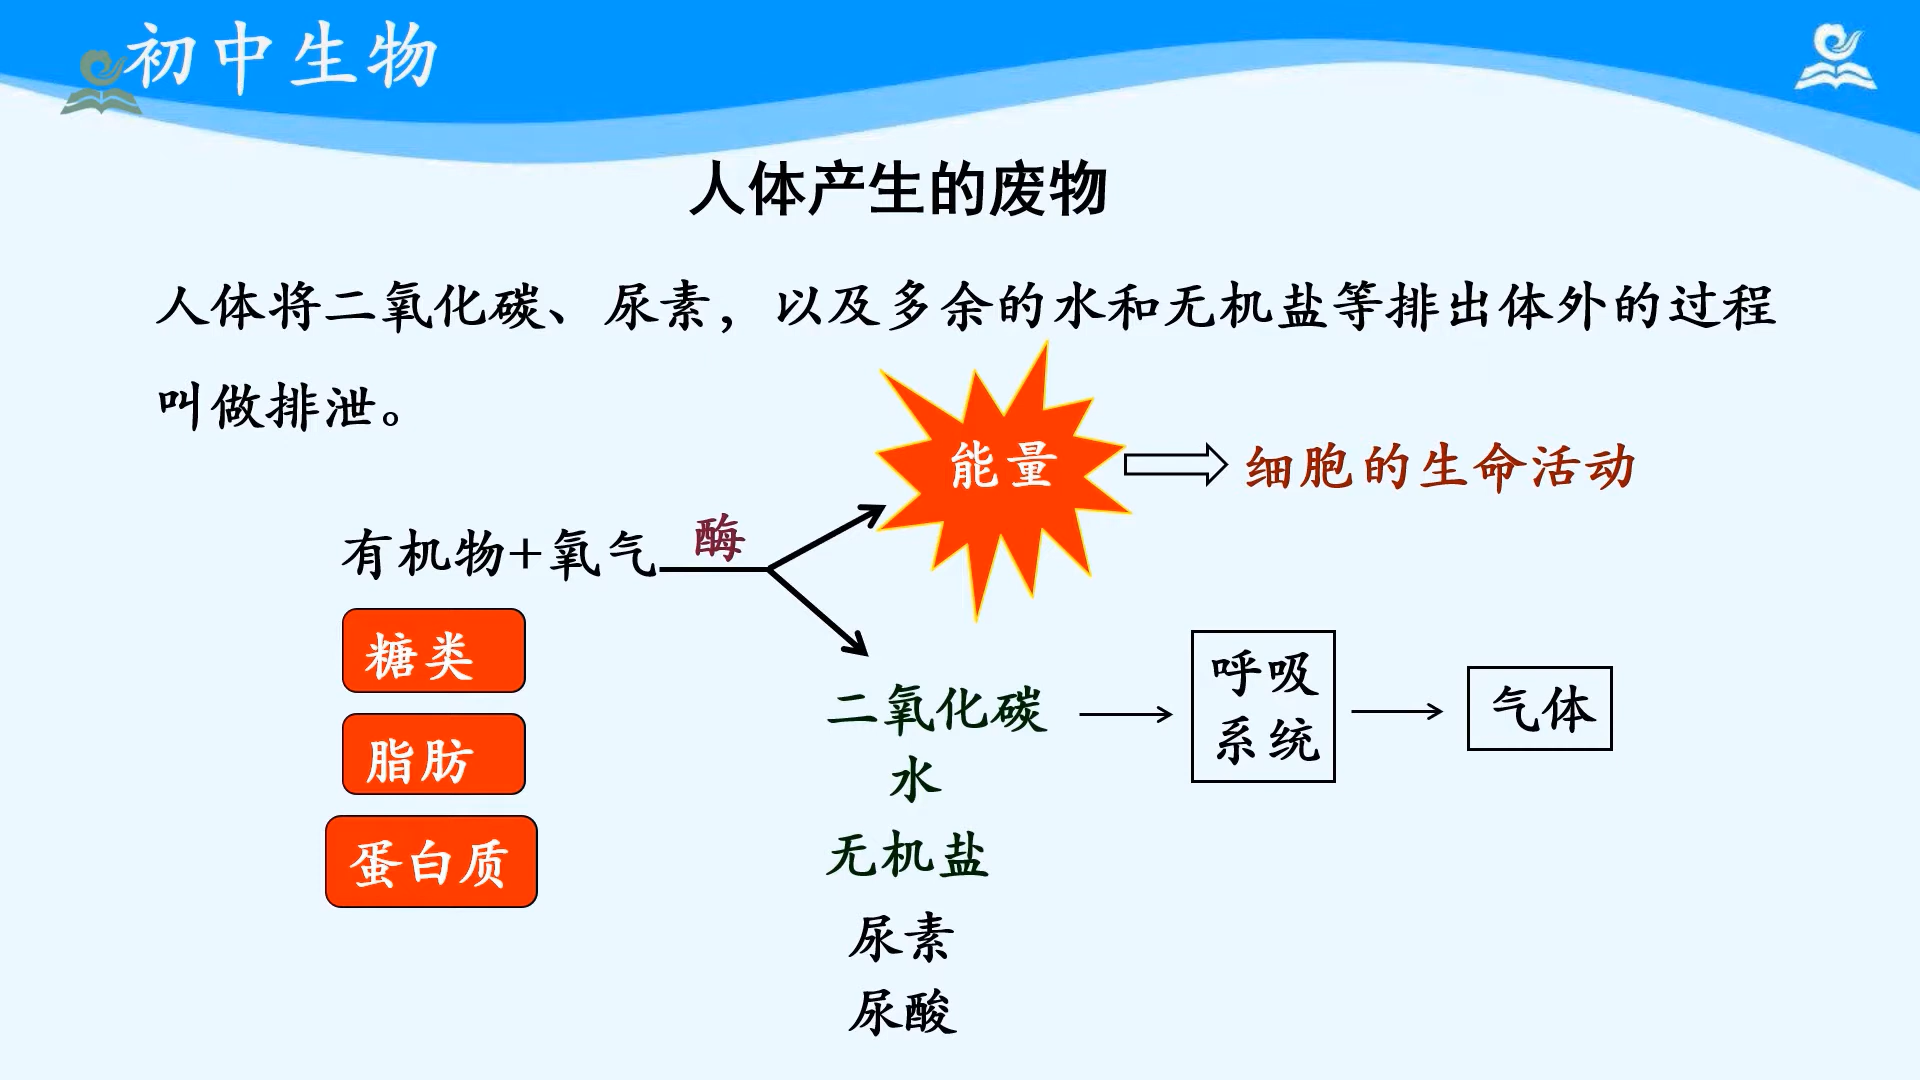 初中生物
人体产生的废物
人体将二氧化碳、尿素，以及多余的水和无机盐等排出体外的过程
叫做排泄。
能量
细胞的生命活动
有机物+氧气
酶
糖类
脂肪
蛋白质
二氧化碳
水
无机盐
尿素
尿酸
呼吸
系统
气体